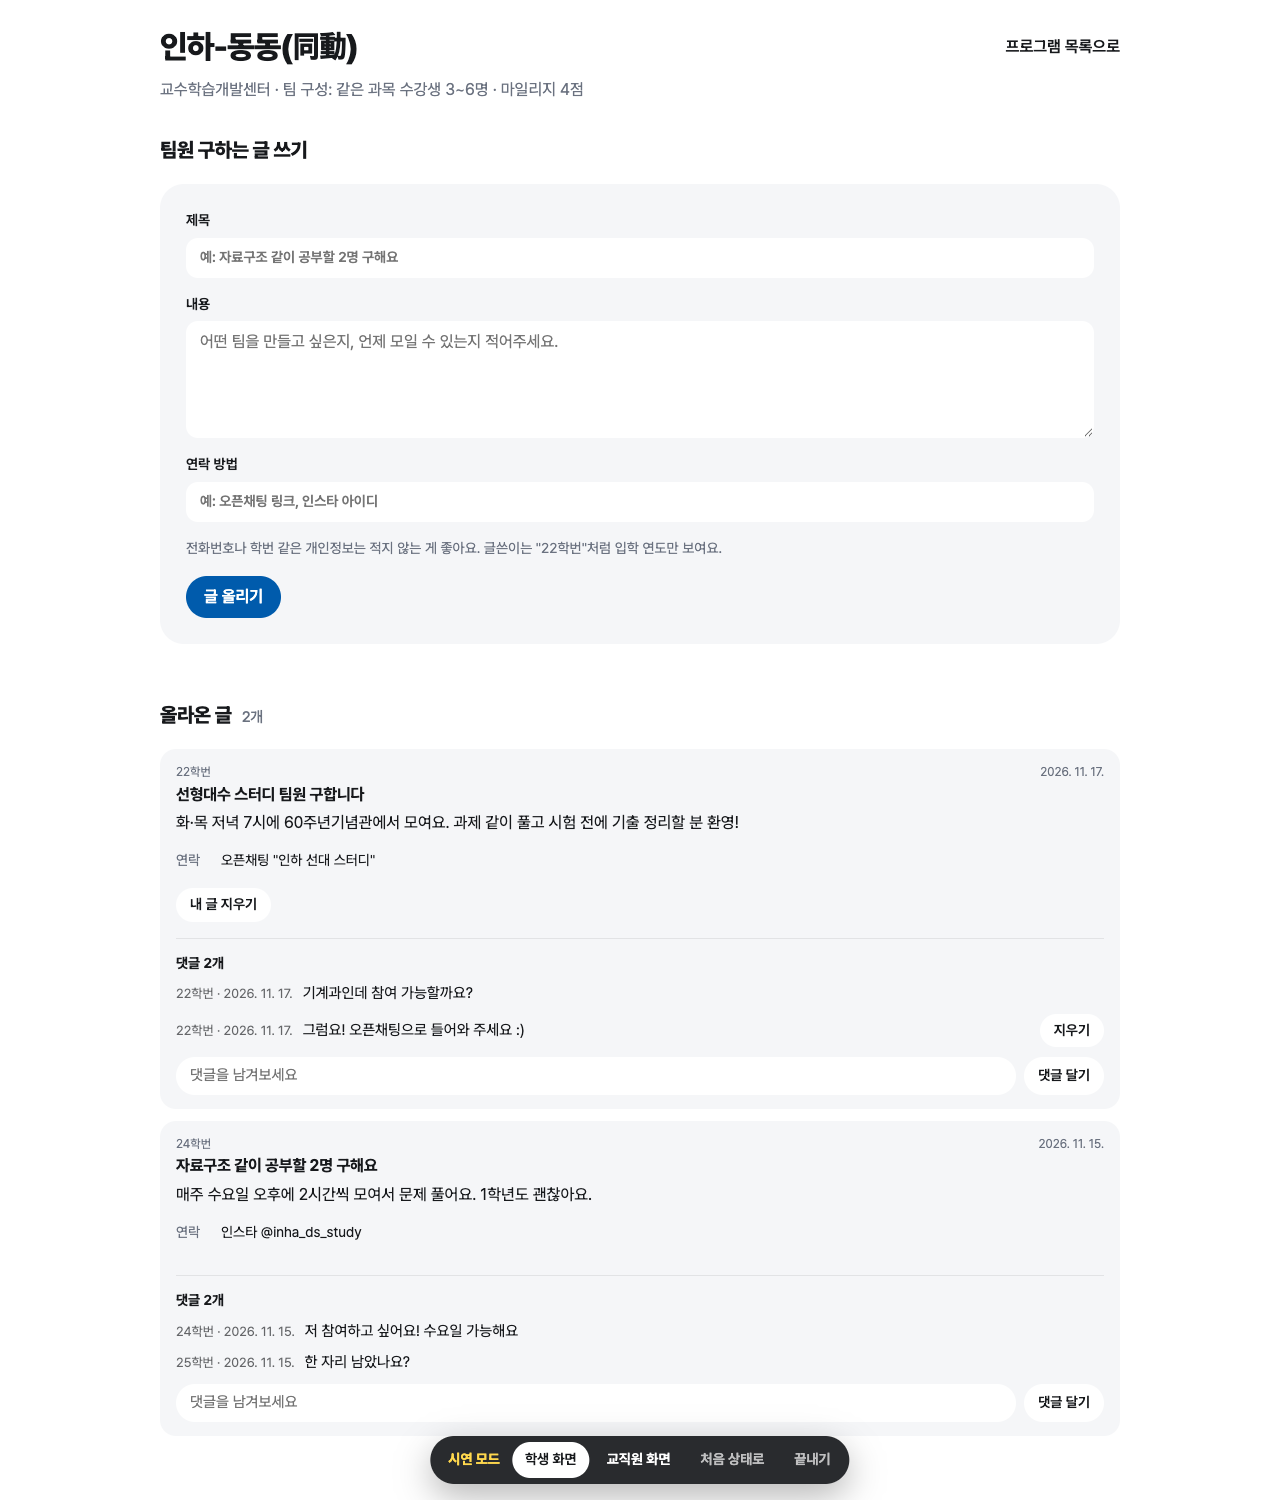 인하-동동(同動)
프로그램 목록으로
교수학습개발센터 · 팀 구성: 같은 과목 수강생 3~6명 · 마일리지 4점
팀원 구하는 글 쓰기
제목
예: 자료구조 같이 공부할 2명 구해요
내용
어떤 팀을 만들고 싶은지, 언제 모일 수 있는지 적어주세요.
연락 방법
예: 오픈채팅 링크, 인스타 아이디
전화번호나 학번 같은 개인정보는 적지 않는 게 좋아요. 글쓴이는 "22학번"처럼 입학 연도만 보여요.
글 올리기
올라온 글 2개
22학번 2026. 11. 17.
선형대수 스터디 팀원 구합니다
화·목 저녁 7시에 60주년기념관에서 모여요. 과제 같이 풀고 시험 전에 기출 정리할 분 환영!
연락 오픈채팅 "인하 선대 스터디"
내 글 지우기
댓글 2개
22학번 · 2026. 11. 17. 기계과인데 참여 가능할까요?
22학번 · 2026. 11. 17. 그럼요! 오픈채팅으로 들어와 주세요 :) 지우기
댓글을 남겨보세요 댓글 달기
24학번 2026. 11. 15.
자료구조 같이 공부할 2명 구해요
매주 수요일 오후에 2시간씩 모여서 문제 풀어요. 1학년도 괜찮아요.
연락 인스타 @inha_ds_study
댓글 2개
24학번 · 2026. 11. 15. 저 참여하고 싶어요! 수요일 가능해요
25학번 · 2026. 11. 15. 한 자리 남았나요?
댓글을 남겨보세요 댓글 달기
시연 모드 학생 화면 교직원 화면 처음 상태로 끝내기